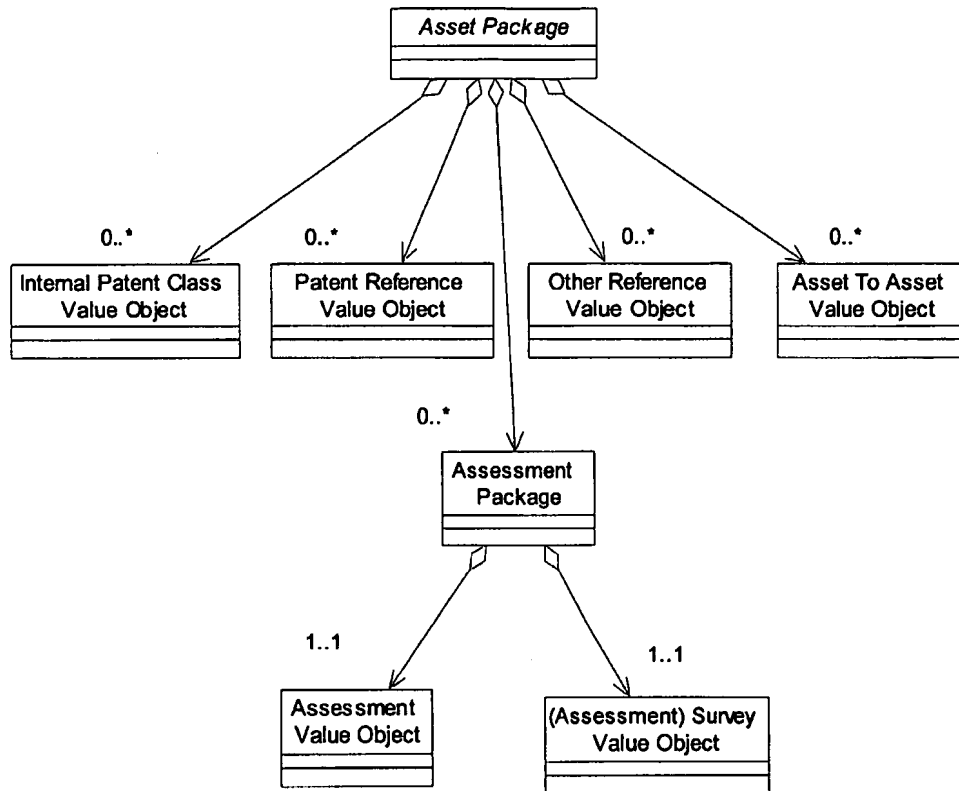 Asset Package
0..*
0..*
0..*
0..*
Internal Patent Class
Value Object
Patent Reference
Value Object
Other Reference
Value Object
Asset To Asset
Value Object
0..*
Assessment
Package
1..1
1..1
Assessment
Value Object
(Assessment) Survey
Value Object